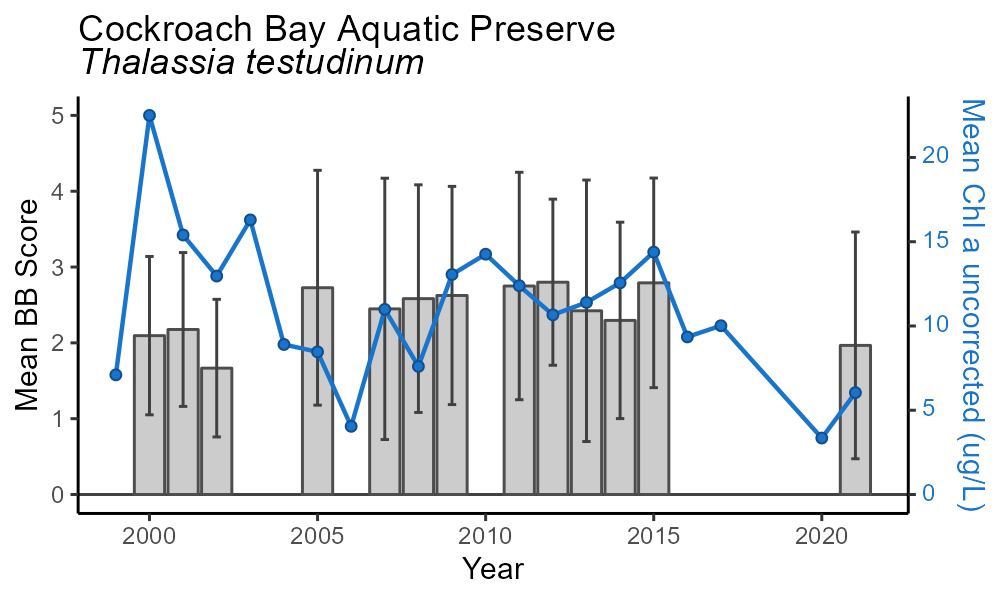 Cockroach Bay Aquatic Preserve
Thalassia testudinum
Mean BB Score
5
4
3
2
1
0
20
15
10
5
0
Mean Chl a uncorrected (ug/L)
2000 2005 2010 2015 2020
Year